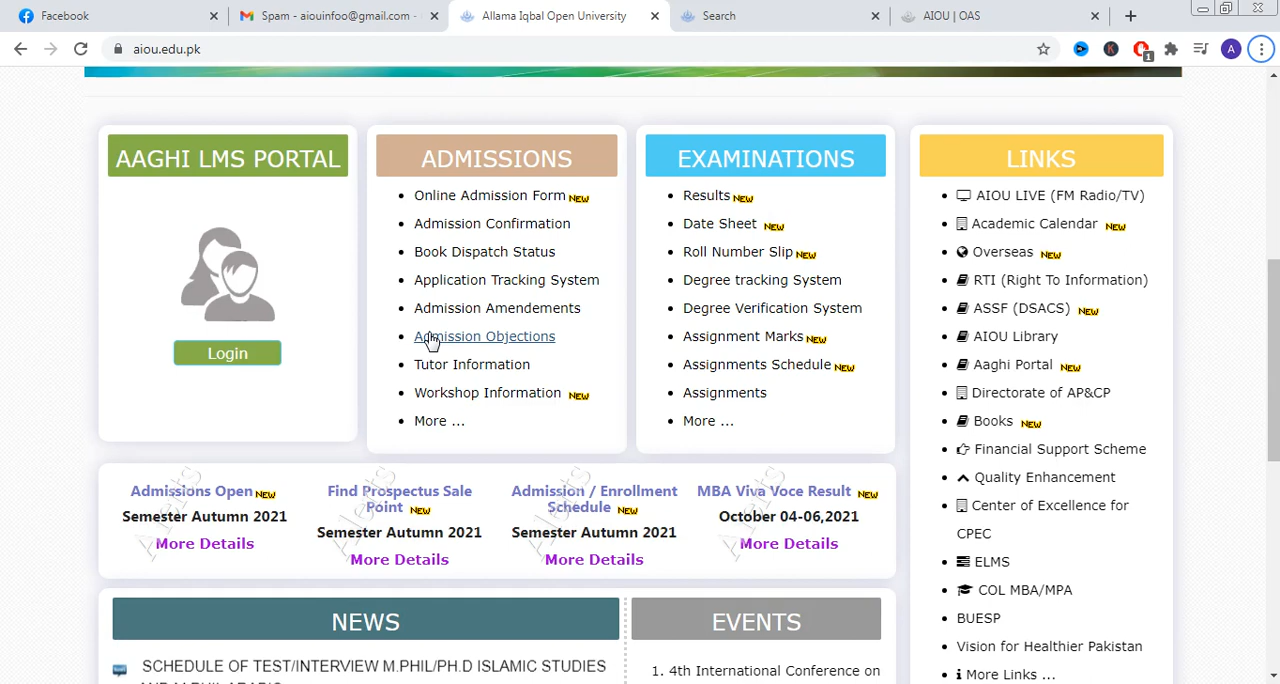 Facebook
Spam - aiouinfoo@gmail.com -
Allama Iqbal Open University
Search
AIOU | OAS
aiou.edu.pk
1
A
AAGHI LMS PORTAL
Login
ADMISSIONS
Online Admission Form NEW
Admission Confirmation
Book Dispatch Status
Application Tracking System
Admission Amendements
Admission Objections
Tutor Information
Workshop Information NEW
More ...
EXAMINATIONS
Results NEW
Date Sheet NEW
Roll Number Slip NEW
Degree tracking System
Degree Verification System
Assignment Marks NEW
Assignments Schedule NEW
Assignments
More ...
LINKS
AIOU LIVE (FM Radio/TV)
Academic Calendar NEW
Overseas NEW
RTI (Right To Information)
ASSF (DSACS) NEW
AIOU Library
Aaghi Portal NEW
Directorate of AP&CP
Books NEW
Financial Support Scheme
Quality Enhancement
Center of Excellence for
CPEC
ELMS
COL MBA/MPA
BUESP
Vision for Healthier Pakistan
More Links ...
Alerts
Admissions Open NEW
Semester Autumn 2021
More Details
Alerts
Find Prospectus Sale
Point NEW
Semester Autumn 2021
More Details
Alerts
Admission / Enrollment
Schedule NEW
Semester Autumn 2021
More Details
Alerts
MBA Viva Voce Result NEW
October 04-06,2021
More Details
NEWS
SCHEDULE OF TEST/INTERVIEW M.PHIL/PH.D ISLAMIC STUDIES
EVENTS
1. 4th International Conference on